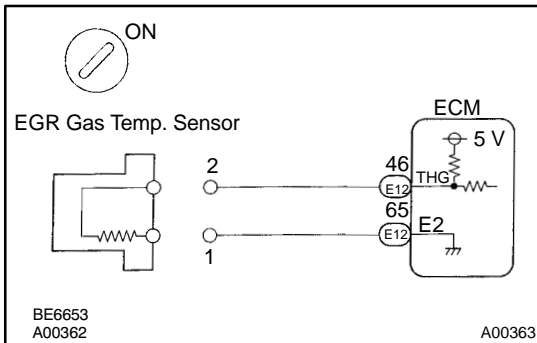 ON
EGR Gas Temp. Sensor
ECM
5 V
2
46
THG
E12
65
E2
E12
1
BE6653
A00362
A00363